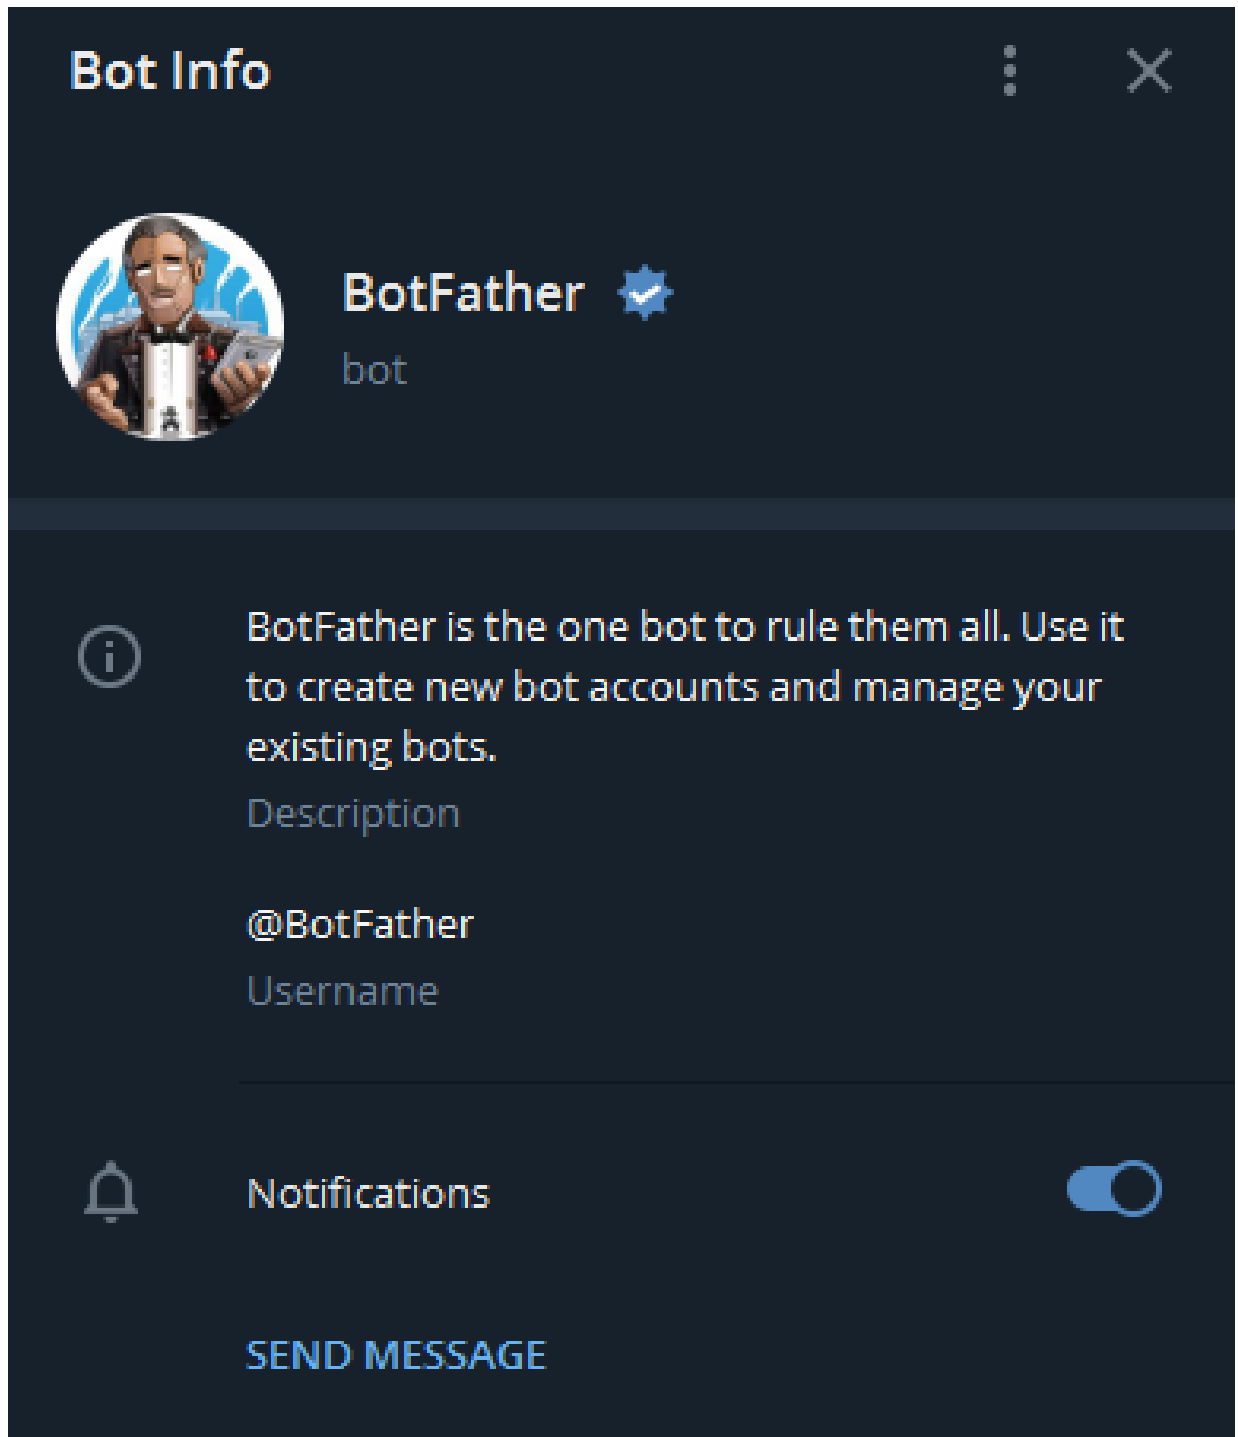 Bot Info
BotFather
bot
BotFather is the one bot to rule them all. Use it
to create new bot accounts and manage your
existing bots.
Description
@BotFather
Username
Notifications
SEND MESSAGE